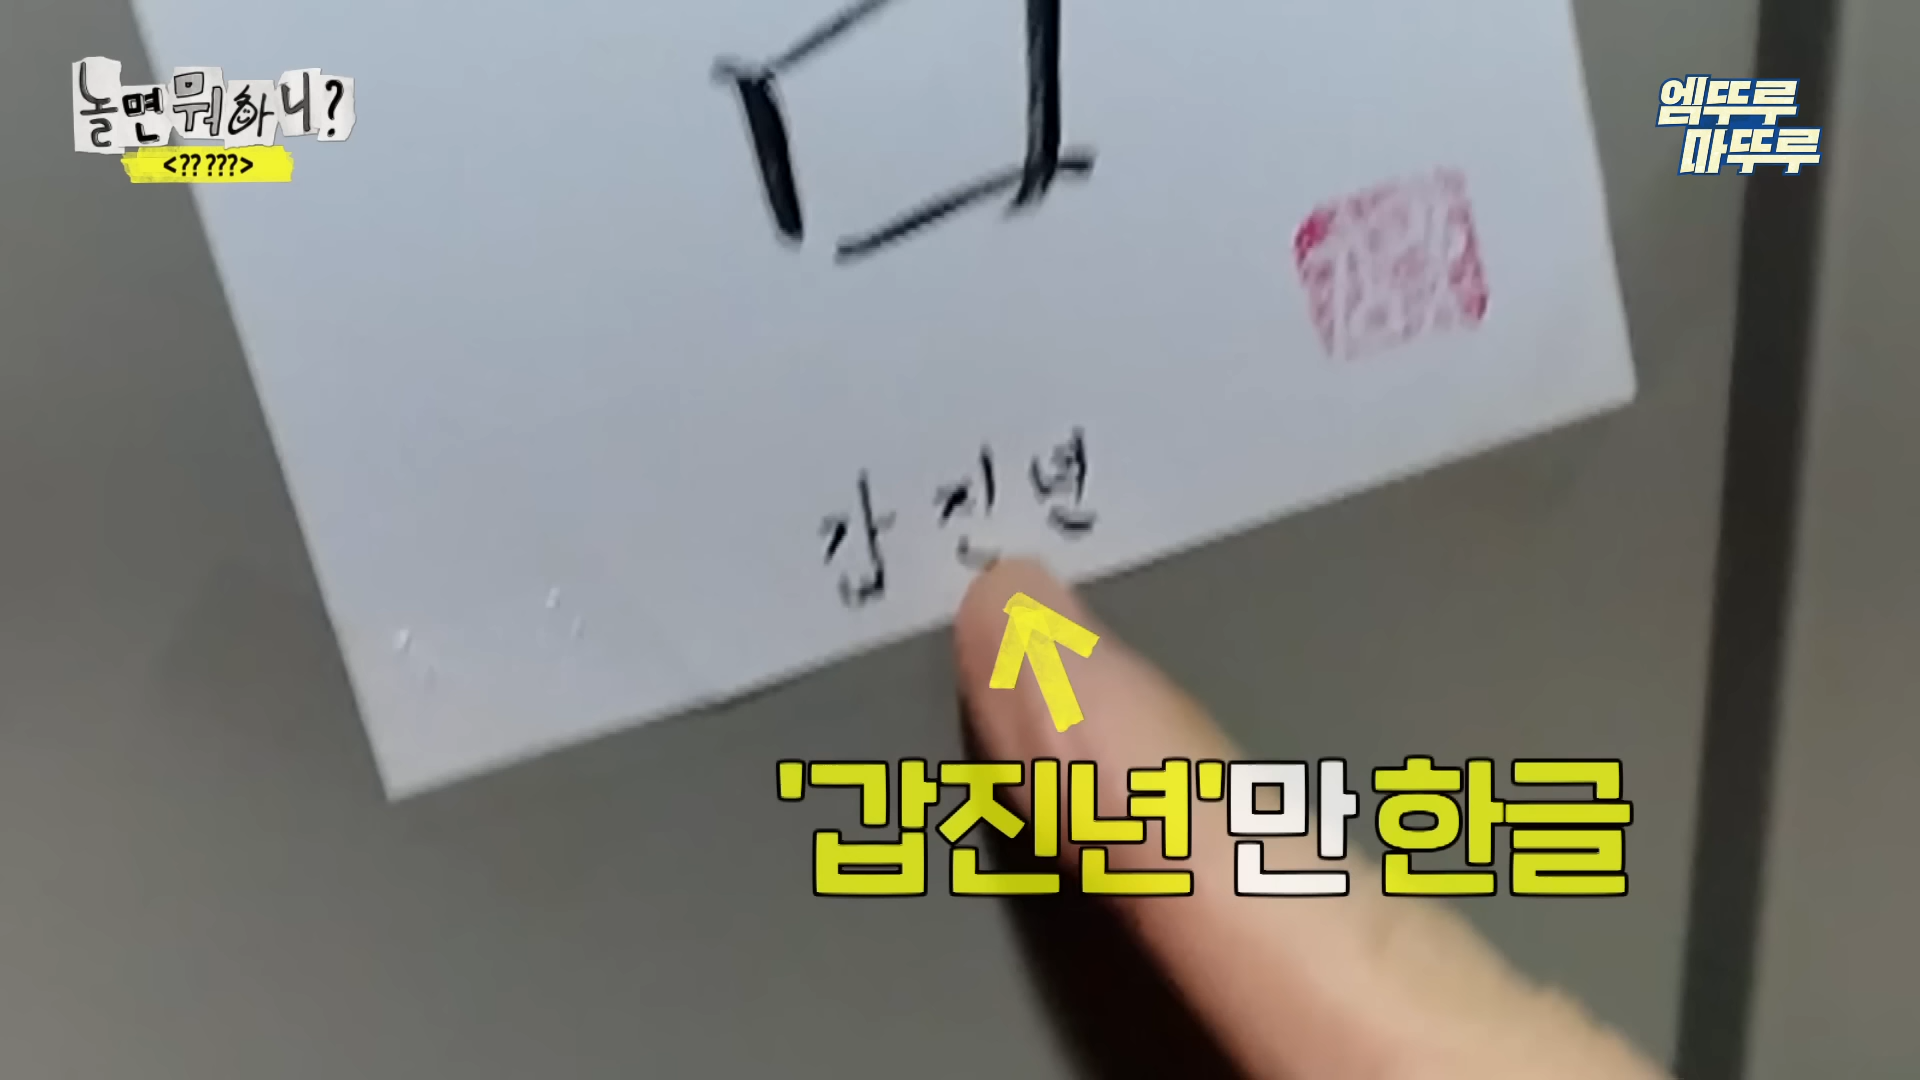 놀면 뭐하니?
<?? ???>
엠뚜루
마뚜루
갑진년
'갑진년'만 한글